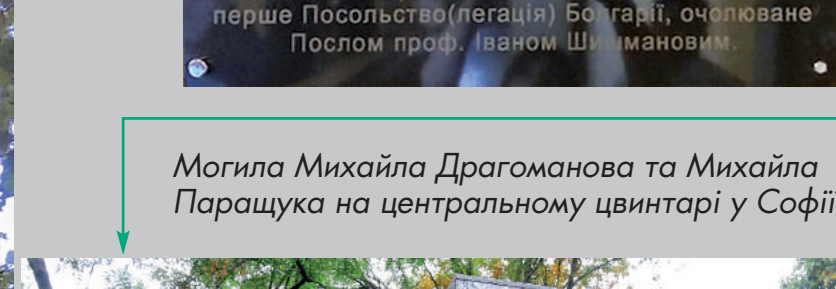 перше Посольство(легація) Болгарії, очолюване
Послом проф. Іваном Шишмановим.
Могила Михайла Драгоманова та Михайла
Паращука на центральному цвинтарі у Софії